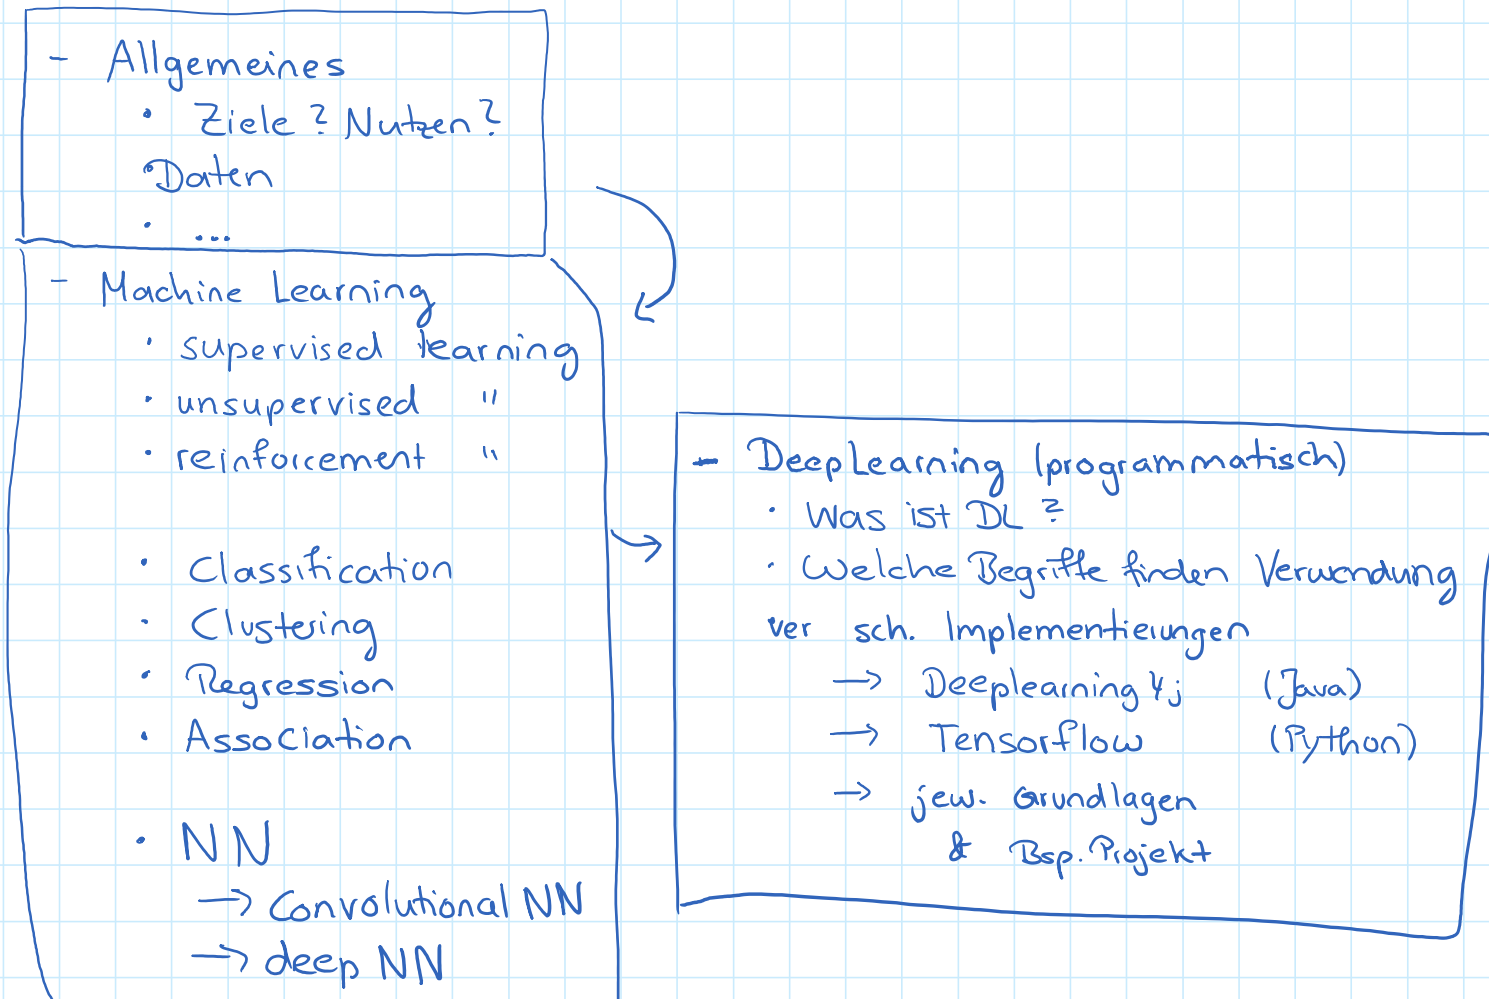 - Allgemeines
• Ziele? Nutzen?
• Daten
• ...
- Machine Learning
• supervised learning
• unsupervised "
• reinforcement "
• Classification
• Clustering
• Regression
• Association
• NN
→ Convolutional NN
→ deep NN
- DeepLearning (programmatisch)
• Was ist DL?
• Welche Begriffe finden Verwendung
ver sch. Implementierungen
→ Deeplearning4j (Java)
→ Tensorflow (Python)
→ jew. Grundlagen
& Bsp. Projekt